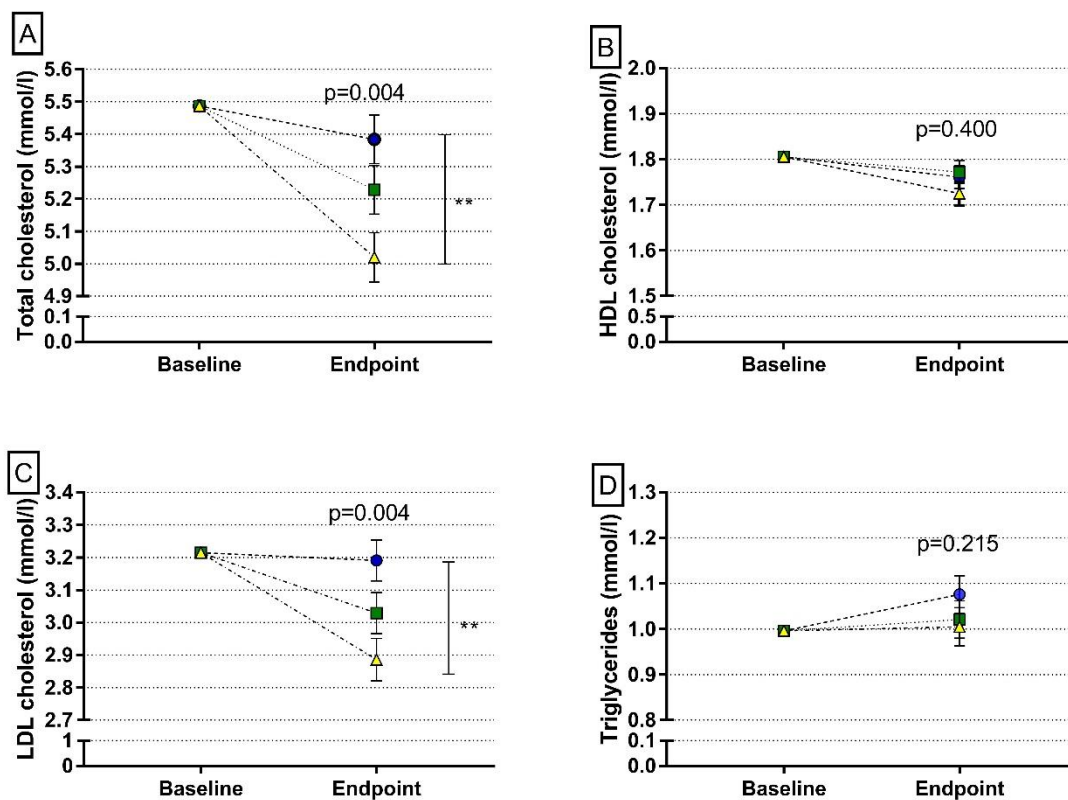 A
Total cholesterol (mmol/l)
5.6
5.5
5.4
5.3
5.2
5.1
5.0
4.9
0.1
0.0
p=0.004
**
Baseline Endpoint
B
HDL cholesterol (mmol/l)
2.0
1.9
1.8
1.7
1.6
1.5
0.5
0.0
p=0.400
Baseline Endpoint
C
LDL cholesterol (mmol/l)
3.4
3.3
3.2
3.1
3.0
2.9
2.8
2.7
1
0
p=0.004
**
Baseline Endpoint
D
Triglycerides (mmol/l)
1.3
1.2
1.1
1.0
0.9
0.8
0.1
0.0
p=0.215
Baseline Endpoint